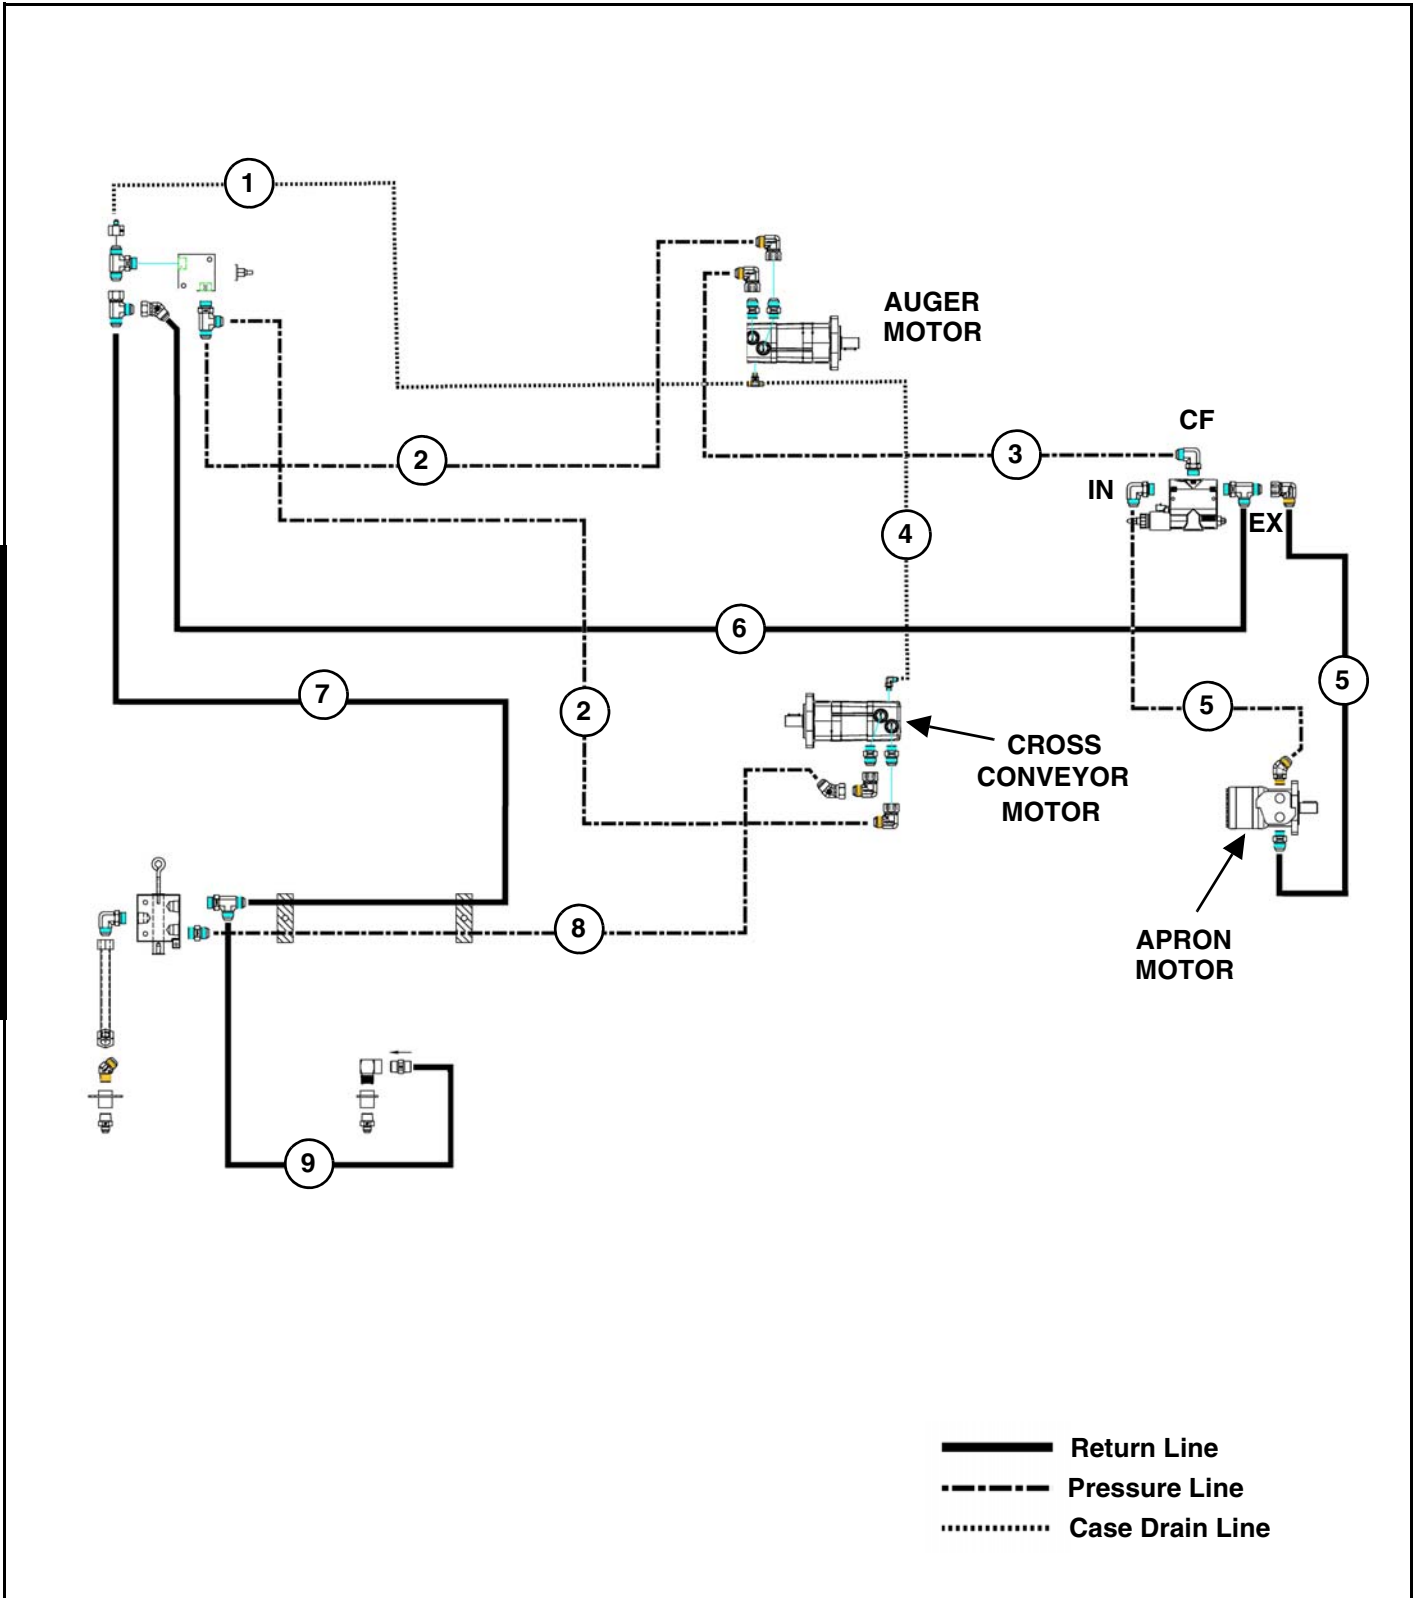 1
AUGER
MOTOR
CF
2
3
IN
EX
4
6
5
7
2
5
CROSS
CONVEYOR
MOTOR
8
APRON
MOTOR
9
Return Line
Pressure Line
Case Drain Line